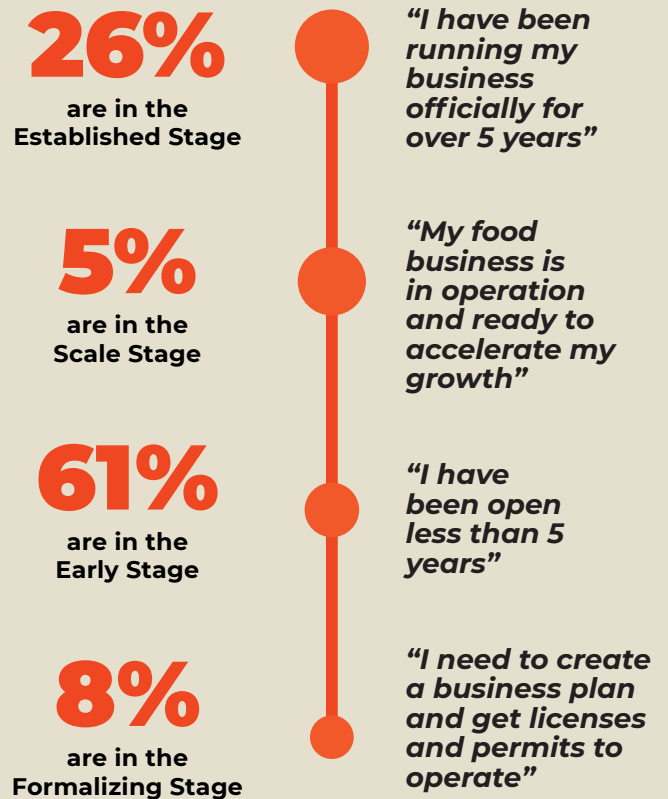 26%
are in the
Established Stage
“I have been
running my
business
officially for
over 5 years”
5%
are in the
Scale Stage
“My food
business is
in operation
and ready to
accelerate my
growth”
61%
are in the
Early Stage
“I have
been open
less than 5
years”
8%
are in the
Formalizing Stage
“I need to create
a business plan
and get licenses
and permits to
operate”